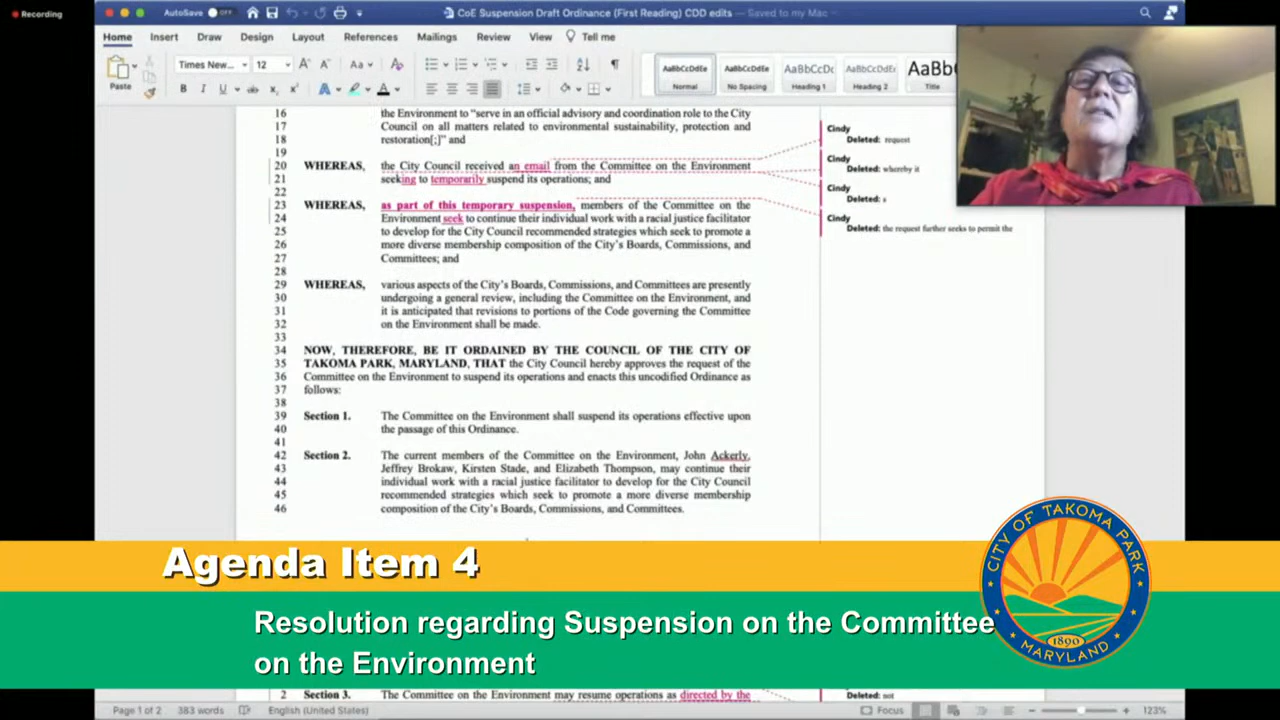 Recording
AutoSave OFF
CoE Suspension Draft Ordinance (First Reading) CDD edits — Saved to my Mac
Home Insert Draw Design Layout References Mailings Review View Tell me
Paste
Times New... 12
AaBbCcDdEe AaBbCcDdEe AaBbCcDc AaBbCcDdEe AaBb
Normal No Spacing Heading 1 Heading 2 Title
16 the Environment to “serve in an official advisory and coordination role to the City
17 Council on all matters related to environmental sustainability, protection and
18 restoration[;]” and
19
20 WHEREAS, the City Council received an email from the Committee on the Environment
21 seeking to temporarily suspend its operations; and
22
23 WHEREAS, as part of this temporary suspension, members of the Committee on the
24 Environment seek to continue their individual work with a racial justice facilitator
25 to develop for the City Council recommended strategies which seek to promote a
26 more diverse membership composition of the City’s Boards, Commissions, and
27 Committees; and
28
29 WHEREAS, various aspects of the City’s Boards, Commissions, and Committees are presently
30 undergoing a general review, including the Committee on the Environment, and
31 it is anticipated that revisions to portions of the Code governing the Committee
32 on the Environment shall be made.
33
34 NOW, THEREFORE, BE IT ORDAINED BY THE COUNCIL OF THE CITY OF
35 TAKOMA PARK, MARYLAND, THAT the City Council hereby approves the request of the
36 Committee on the Environment to suspend its operations and enacts this uncodified Ordinance as
37 follows:
38
39 Section 1. The Committee on the Environment shall suspend its operations effective upon
40 the passage of this Ordinance.
41
42 Section 2. The current members of the Committee on the Environment, John Ackerly,
43 Jeffrey Brokaw, Kirsten Stade, and Elizabeth Thompson, may continue their
44 individual work with a racial justice facilitator to develop for the City Council
45 recommended strategies which seek to promote a more diverse membership
46 composition of the City’s Boards, Commissions, and Committees.
Cindy
Deleted: request
Cindy
Deleted: whereby it
Cindy
Deleted: s
Cindy
Deleted: the request further seeks to permit the
Agenda Item 4
Resolution regarding Suspension on the Committee
on the Environment
CITY OF TAKOMA PARK
1890
MARYLAND
2 Section 3. The Committee on the Environment may resume operations as directed by the
Deleted: not
Page 1 of 2 383 words English (United States) Focus 123%